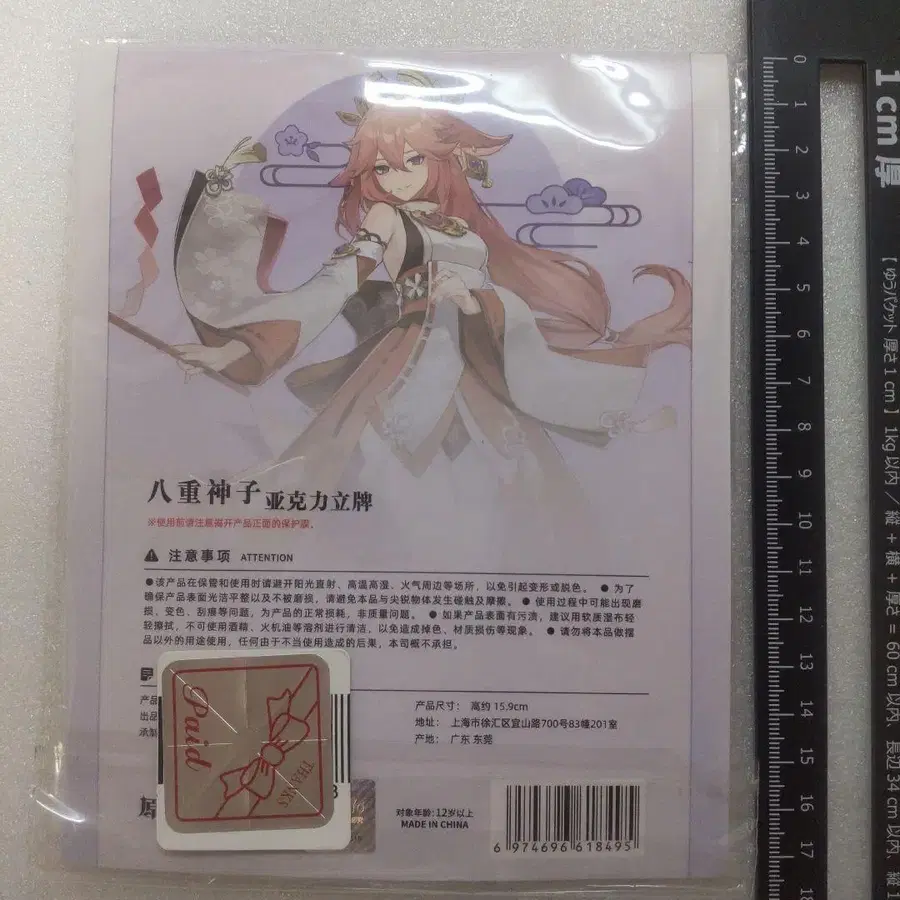 八重神子 亚克力立牌
※使用前请注意揭开产品正面的保护膜。
注意事项 ATTENTION
●该产品在保管和使用时请避开阳光直射、高温高湿、火气周边等场所，以免引起变形或脱色。 ●为了
确保产品表面光洁平整以及不被磨损，请避免本品与尖锐物体发生碰触及摩擦。 ●使用过程中可能出现磨
损、变色、刮擦等问题，为产品的正常损耗，非质量问题。 ●如果产品表面有污渍，建议用软质湿布轻
轻擦拭，不可使用酒精、火机油等溶剂进行清洁，以免造成掉色、材质损伤等现象。 ●请勿将本品做摆
品以外的用途使用，任何由于不当使用造成的后果，本司概不承担。
产品
出品
承制
产品尺寸： 高约 15.9cm
地址： 上海市徐汇区宜山路700号83幢201室
产地： 广东 东莞
Paid
THANKS
对象年龄：12岁以上
MADE IN CHINA
6 974696 618495
0
1
2
3
4
5
6
7
8
9
10
11
12
13
14
15
16
17
18
1 cm 厚
【 ゆうパケット 厚さ 1 cm 】 1kg 以内 ／ 縦 + 横 + 厚さ = 60 cm 以内、長辺 34 cm 以内、縦